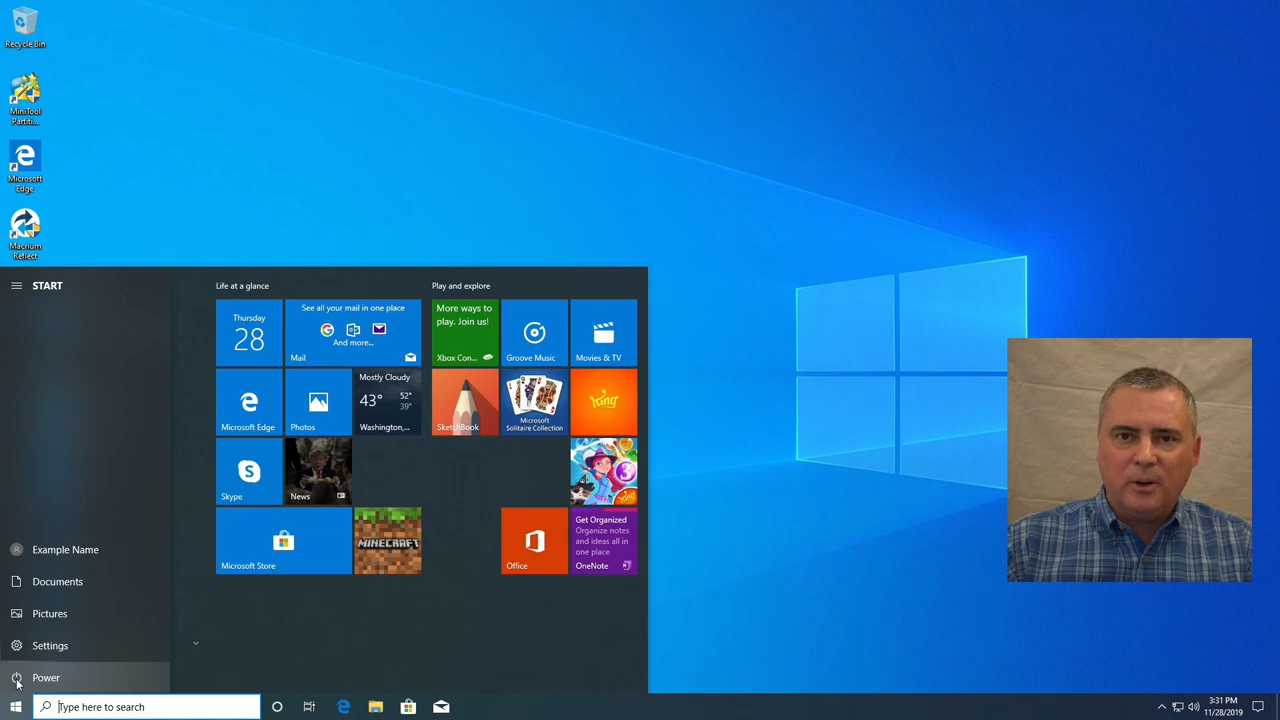 Recycle Bin
MiniTool
Partiti...
Microsoft
Edge
Macrium
Reflect
START
Life at a glance
Play and explore
Thursday
28
See all your mail in one place
And more...
Mail
More ways to
play. Join us!
Xbox Con...
Groove Music
Movies & TV
Microsoft Edge
Photos
Mostly Cloudy
43°
52°
39°
Washington,...
SketchBook
Microsoft
Solitaire Collection
King
Skype
News
3
King
Microsoft Store
MINECRAFT
Office
Get Organized
Organize notes
and ideas all in
one place
OneNote
Example Name
Documents
Pictures
Settings
Power
Type here to search
3:31 PM
11/28/2019